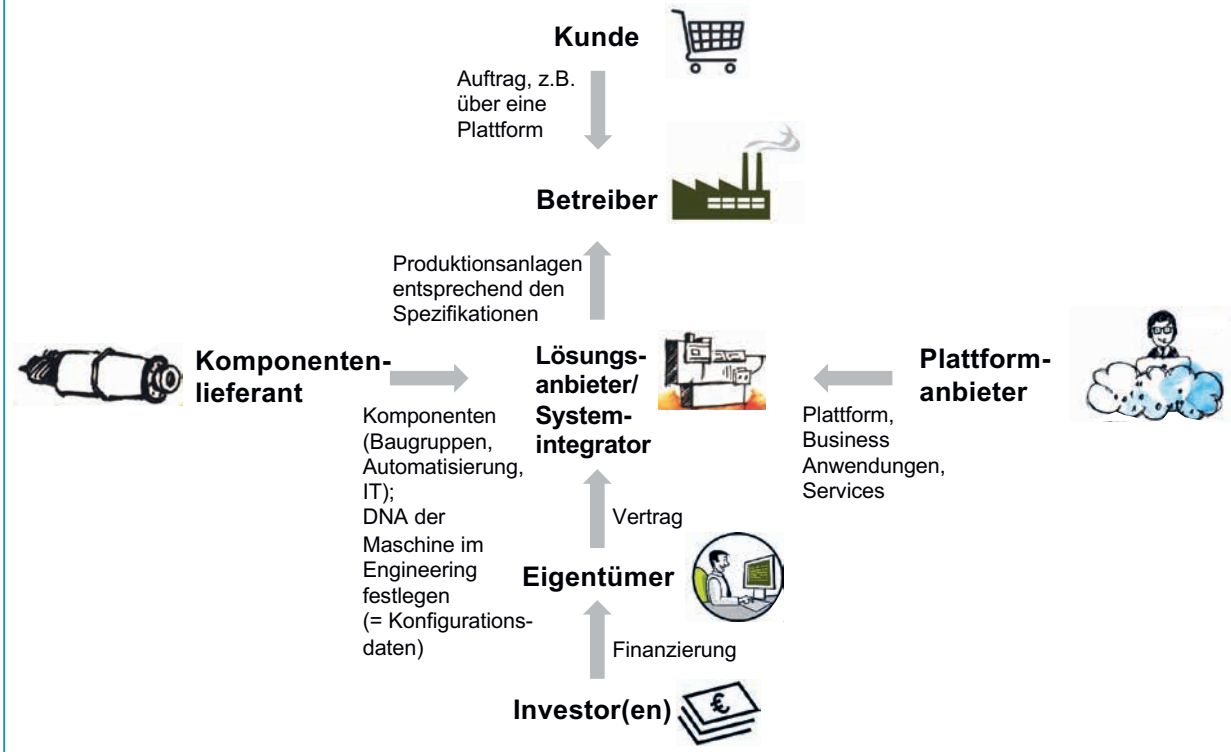 Kunde
Auftrag, z.B.
über eine
Plattform
Betreiber
Produktionsanlagen
entsprechend den
Spezifikationen
Komponenten-
lieferant
Komponenten
(Baugruppen,
Automatisierung,
IT);
DNA der
Maschine im
Engineering
festlegen
(= Konfigurations-
daten)
Lösungs-
anbieter/
System-
integrator
Plattform-
anbieter
Plattform,
Business
Anwendungen,
Services
Vertrag
Eigentümer
Finanzierung
Investor(en)
€